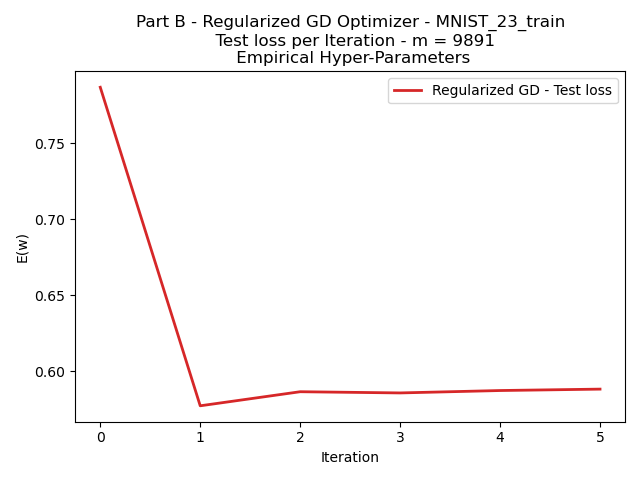 Part B - Regularized GD Optimizer - MNIST_23_train
Test loss per Iteration - m = 9891
Empirical Hyper-Parameters
Regularized GD - Test loss
0.75
0.70
0.65
0.60
E(w)
0 1 2 3 4 5
Iteration